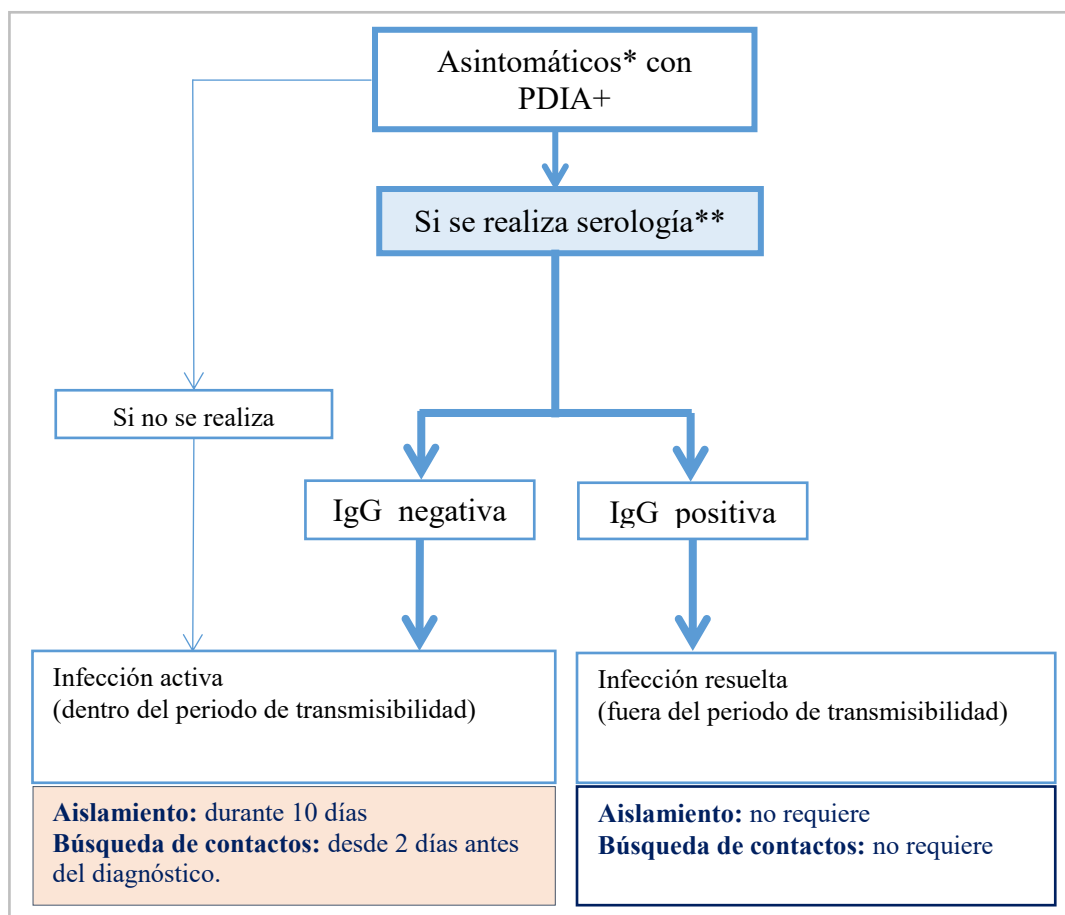 Asintomáticos* con
PDIA+
Si se realiza serología**
Si no se realiza
IgG negativa
IgG positiva
Infección activa
(dentro del periodo de transmisibilidad)
Infección resuelta
(fuera del periodo de transmisibilidad)
Aislamiento: durante 10 días
Búsqueda de contactos: desde 2 días antes
del diagnóstico.
Aislamiento: no requiere
Búsqueda de contactos: no requiere